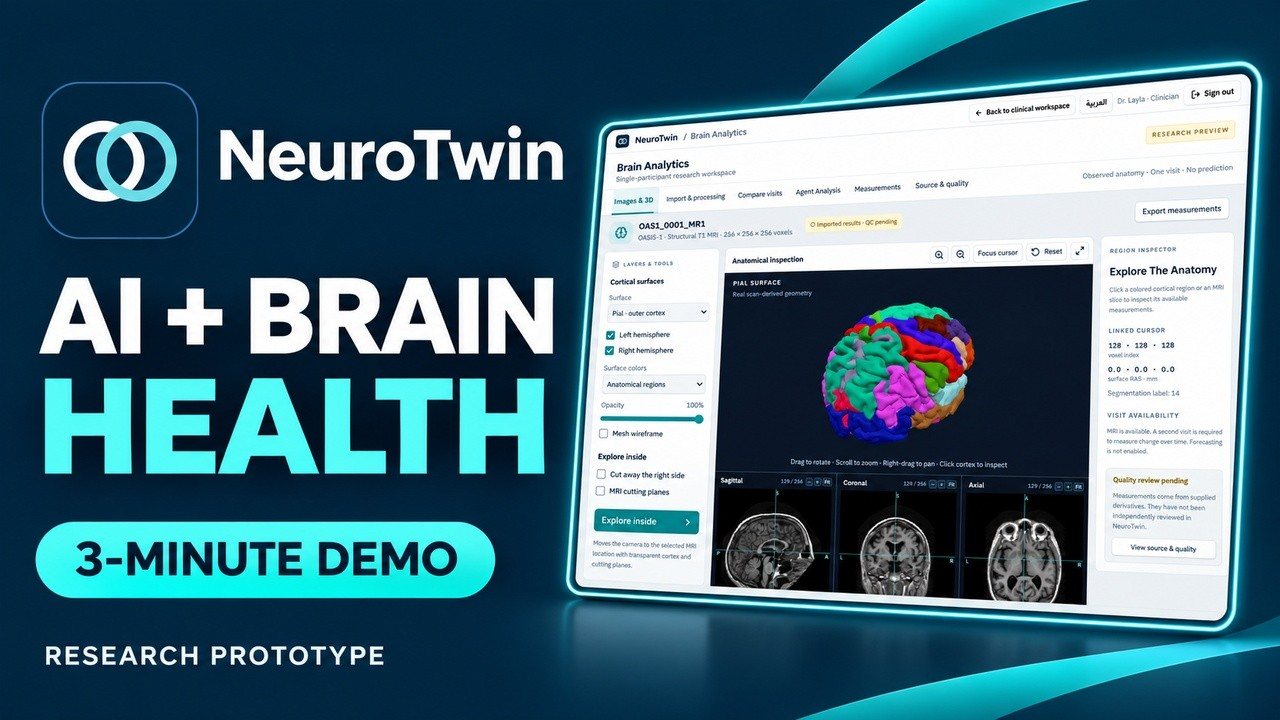 NeuroTwin
AI + BRAIN
HEALTH
3-MINUTE DEMO
RESEARCH PROTOTYPE
NeuroTwin / Brain Analytics
← Back to clinical workspace
العربية
Dr. Layla · Clinician
Sign out
Brain Analytics
Single-participant research workspace
RESEARCH PREVIEW
Images & 3D
Import & processing
Compare visits
Agent Analysis
Measurements
Source & quality
Observed anatomy · One visit · No prediction
OAS1_0001_MR1
OASIS-1 · Structural T1 MRI · 256 × 256 × 256 voxels
Imported results · QC pending
Export measurements
LAYERS & TOOLS
Cortical surfaces
Surface
Pial · outer cortex
Left hemisphere
Right hemisphere
Surface colors
Anatomical regions
Opacity 100%
Mesh wireframe
Explore inside
Cut away the right side
MRI cutting planes
Explore inside
Moves the camera to the selected MRI
location with transparent cortex and
cutting planes.
Anatomical inspection
Focus cursor
Reset
PIAL SURFACE
Real scan-derived geometry
Drag to rotate · Scroll to zoom · Right-drag to pan · Click cortex to inspect
Sagittal 129 / 256 Fit
Coronal 124 / 256 Fit
Axial 129 / 256 Fit
S
P
A
S
L
R
A
L
R
REGION INSPECTOR
Explore The Anatomy
Click a colored cortical region or an MRI
slice to inspect its available
measurements.
LINKED CURSOR
128 · 128 · 128
voxel index
0.0 · 0.0 · 0.0
surface RAS · mm
Segmentation label: 14
VISIT AVAILABILITY
MRI is available. A second visit is required
to measure change over time. Forecasting
is not enabled.
Quality review pending
Measurements come from supplied
derivatives. They have not been
independently reviewed in
NeuroTwin.
View source & quality